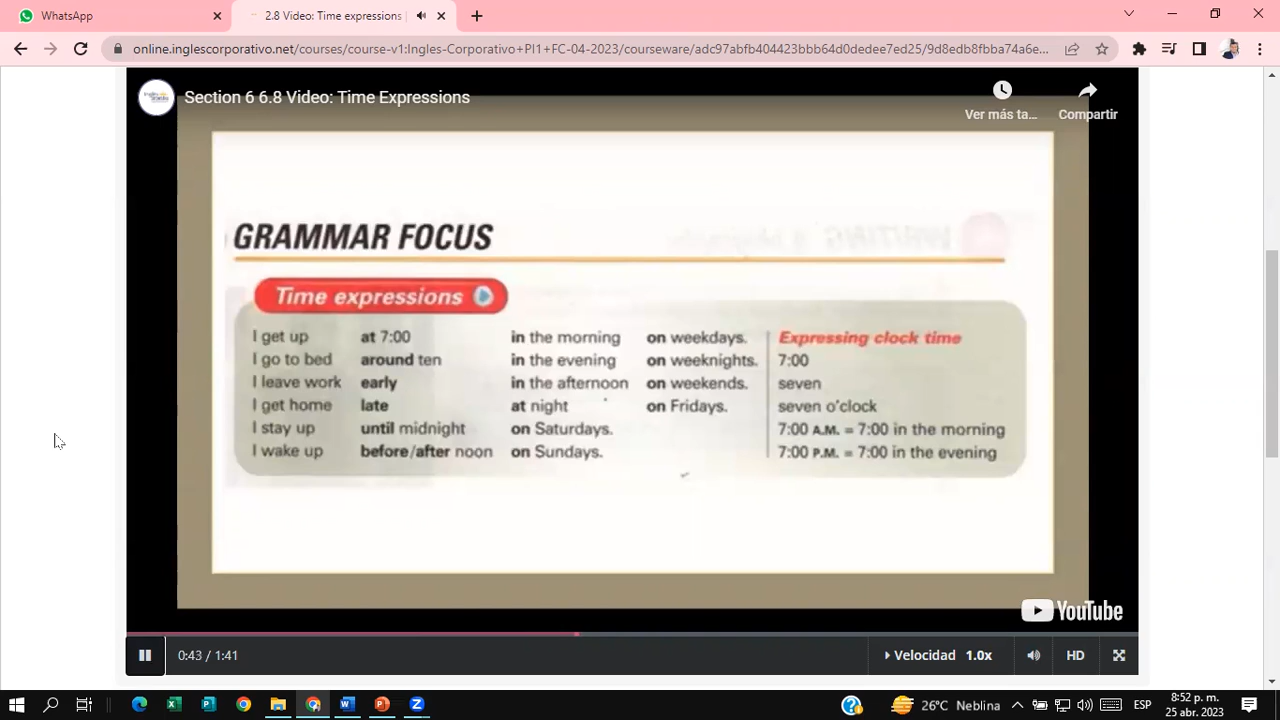 WhatsApp
2.8 Video: Time expressions
online.inglescorporativo.net/courses/course-v1:Ingles-Corporativo+PI1+FC-04-2023/courseware/adc97abfb404423bbb64d0dedee7ed25/9d8edb8fbba74a6e...
Section 6 6.8 Video: Time Expressions
Ver más ta...
Compartir
GRAMMAR FOCUS
Time expressions
I get up at 7:00 in the morning on weekdays.
I go to bed around ten in the evening on weeknights.
I leave work early in the afternoon on weekends.
I get home late at night on Fridays.
I stay up until midnight on Saturdays.
I wake up before/after noon on Sundays.
Expressing clock time
7:00
seven
seven o'clock
7:00 A.M. = 7:00 in the morning
7:00 P.M. = 7:00 in the evening
YouTube
0:43 / 1:41
Velocidad 1.0x
HD
26°C Neblina
ESP
8:52 p. m.
25 abr. 2023